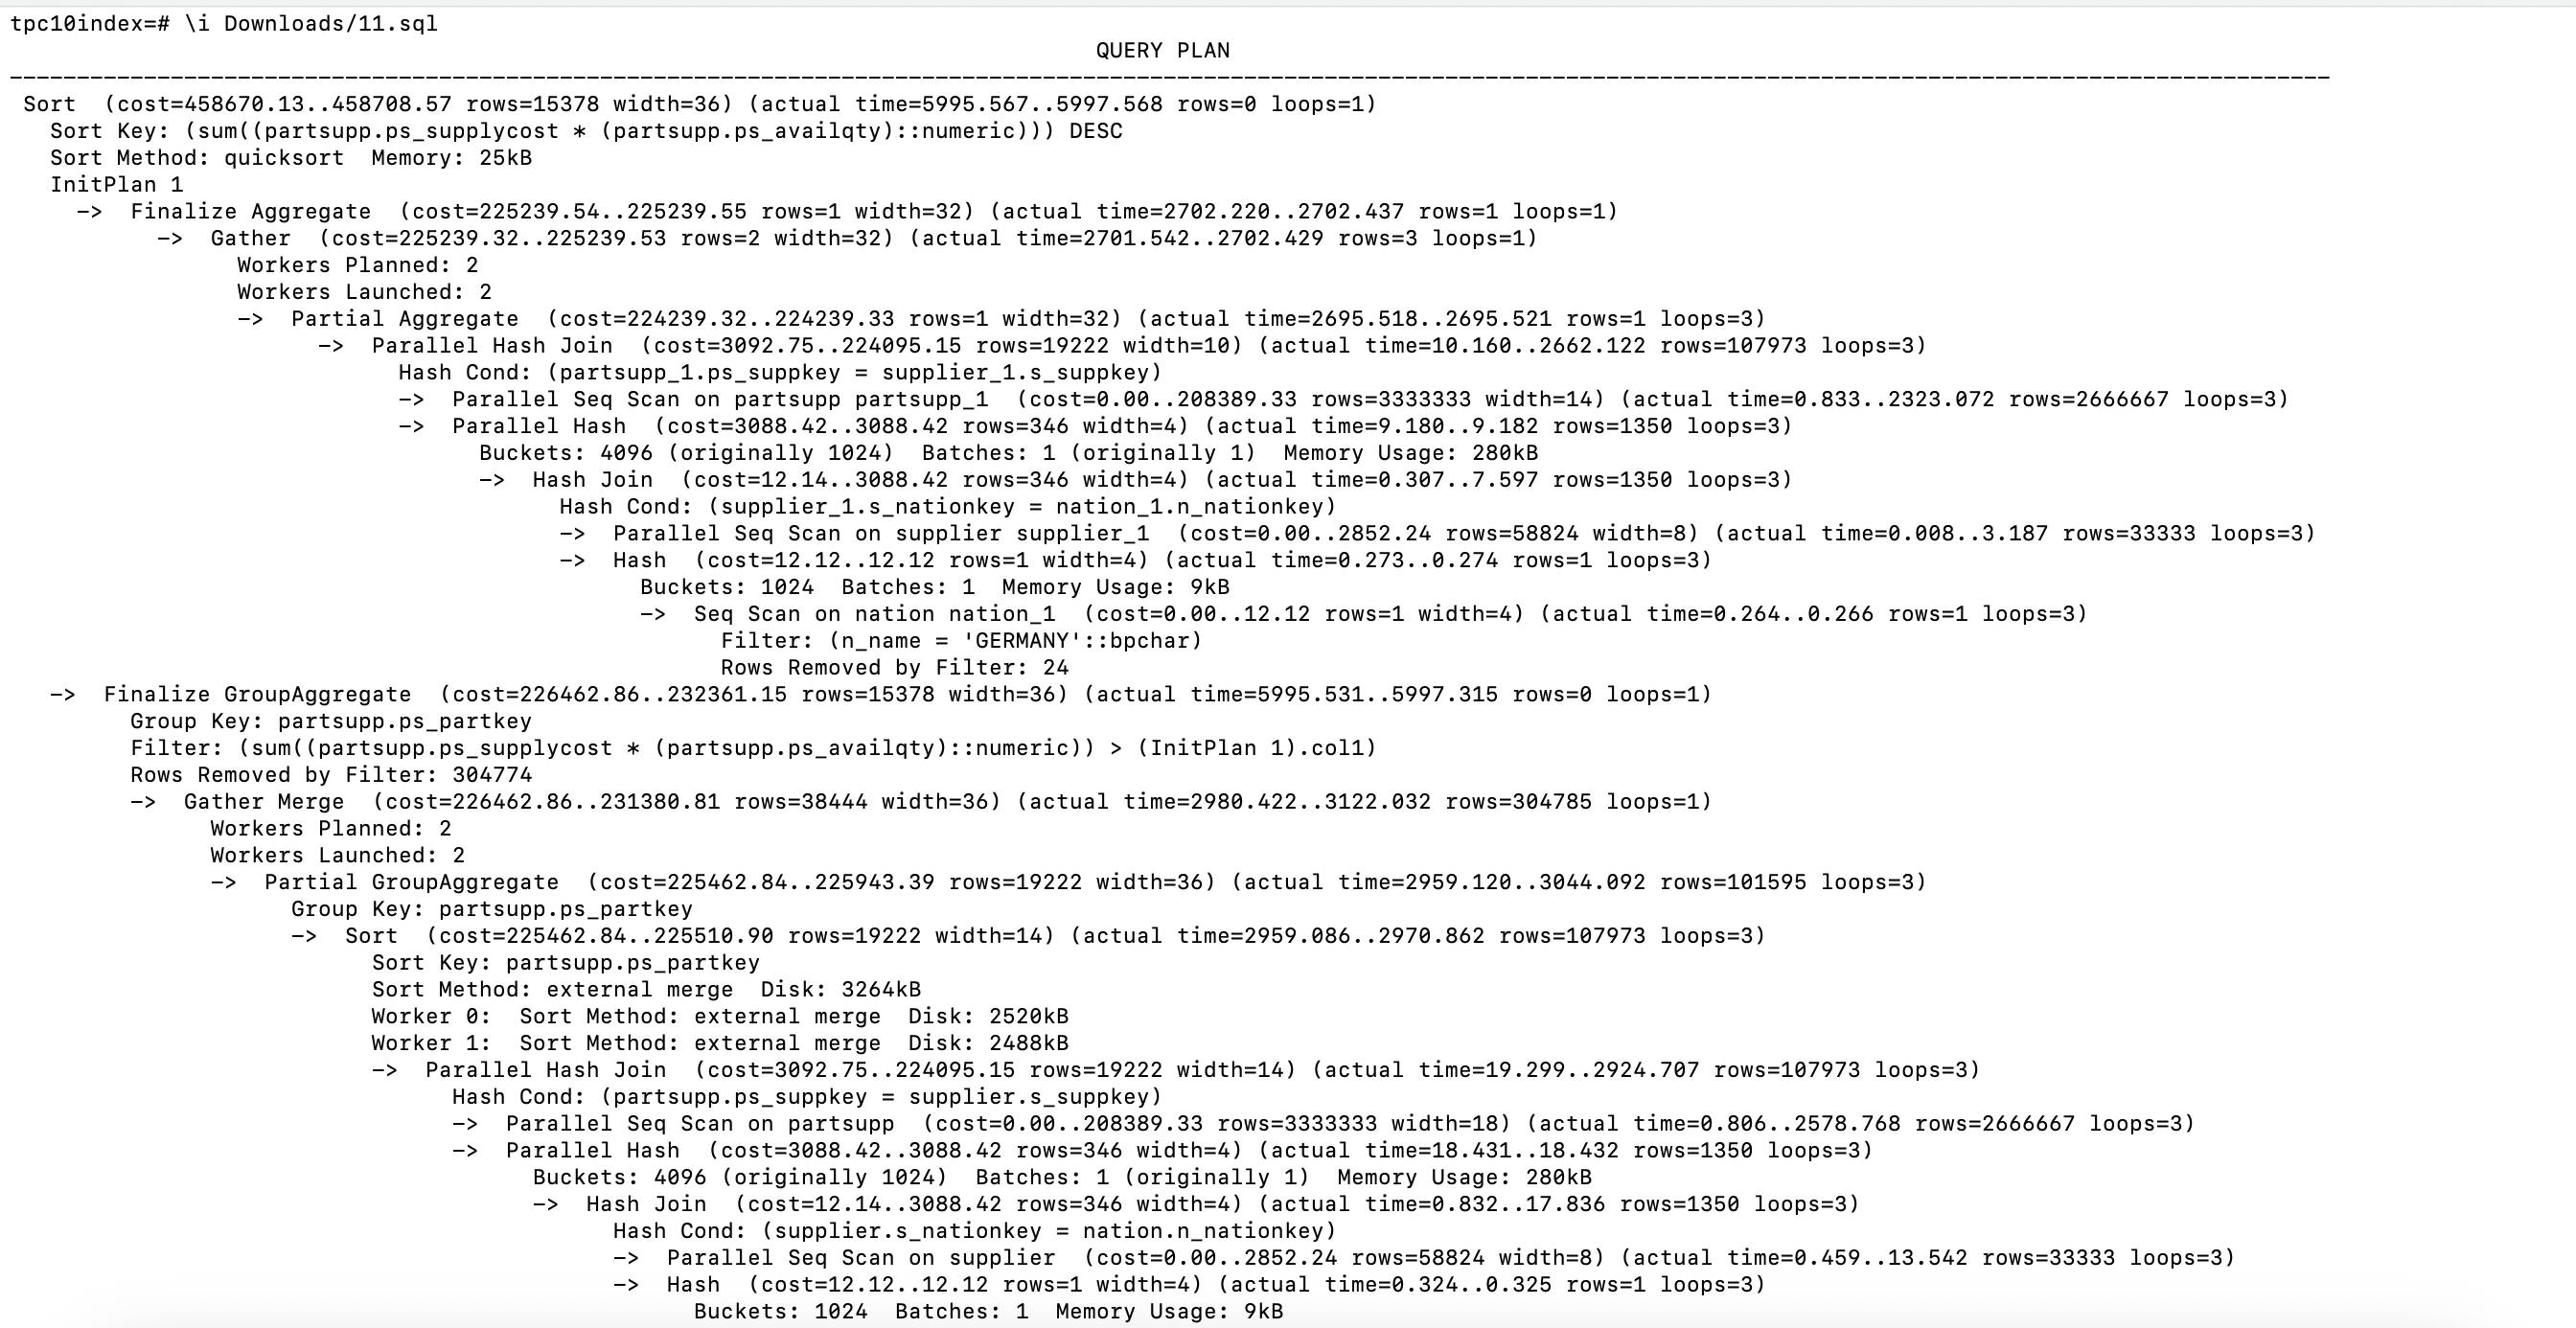 tpc10index=# \i Downloads/11.sql
QUERY PLAN
--------------------------------------------------------------------------------------------------------------------------------------------------------------------------
Sort  (cost=458670.13..458708.57 rows=15378 width=36) (actual time=5995.567..5997.568 rows=0 loops=1)
Sort Key: (sum((partsupp.ps_supplycost * (partsupp.ps_availqty)::numeric))) DESC
Sort Method: quicksort  Memory: 25kB
InitPlan 1
->  Finalize Aggregate  (cost=225239.54..225239.55 rows=1 width=32) (actual time=2702.220..2702.437 rows=1 loops=1)
->  Gather  (cost=225239.32..225239.53 rows=2 width=32) (actual time=2701.542..2702.429 rows=3 loops=1)
Workers Planned: 2
Workers Launched: 2
->  Partial Aggregate  (cost=224239.32..224239.33 rows=1 width=32) (actual time=2695.518..2695.521 rows=1 loops=3)
->  Parallel Hash Join  (cost=3092.75..224095.15 rows=19222 width=10) (actual time=10.160..2662.122 rows=107973 loops=3)
Hash Cond: (partsupp_1.ps_suppkey = supplier_1.s_suppkey)
->  Parallel Seq Scan on partsupp partsupp_1  (cost=0.00..208389.33 rows=3333333 width=14) (actual time=0.833..2323.072 rows=2666667 loops=3)
->  Parallel Hash  (cost=3088.42..3088.42 rows=346 width=4) (actual time=9.180..9.182 rows=1350 loops=3)
Buckets: 4096 (originally 1024)  Batches: 1 (originally 1)  Memory Usage: 280kB
->  Hash Join  (cost=12.14..3088.42 rows=346 width=4) (actual time=0.307..7.597 rows=1350 loops=3)
Hash Cond: (supplier_1.s_nationkey = nation_1.n_nationkey)
->  Parallel Seq Scan on supplier supplier_1  (cost=0.00..2852.24 rows=58824 width=8) (actual time=0.008..3.187 rows=33333 loops=3)
->  Hash  (cost=12.12..12.12 rows=1 width=4) (actual time=0.273..0.274 rows=1 loops=3)
Buckets: 1024  Batches: 1  Memory Usage: 9kB
->  Seq Scan on nation nation_1  (cost=0.00..12.12 rows=1 width=4) (actual time=0.264..0.266 rows=1 loops=3)
Filter: (n_name = 'GERMANY'::bpchar)
Rows Removed by Filter: 24
->  Finalize GroupAggregate  (cost=226462.86..232361.15 rows=15378 width=36) (actual time=5995.531..5997.315 rows=0 loops=1)
Group Key: partsupp.ps_partkey
Filter: (sum((partsupp.ps_supplycost * (partsupp.ps_availqty)::numeric)) > (InitPlan 1).col1)
Rows Removed by Filter: 304774
->  Gather Merge  (cost=226462.86..231380.81 rows=38444 width=36) (actual time=2980.422..3122.032 rows=304785 loops=1)
Workers Planned: 2
Workers Launched: 2
->  Partial GroupAggregate  (cost=225462.84..225943.39 rows=19222 width=36) (actual time=2959.120..3044.092 rows=101595 loops=3)
Group Key: partsupp.ps_partkey
->  Sort  (cost=225462.84..225510.90 rows=19222 width=14) (actual time=2959.086..2970.862 rows=107973 loops=3)
Sort Key: partsupp.ps_partkey
Sort Method: external merge  Disk: 3264kB
Worker 0:  Sort Method: external merge  Disk: 2520kB
Worker 1:  Sort Method: external merge  Disk: 2488kB
->  Parallel Hash Join  (cost=3092.75..224095.15 rows=19222 width=14) (actual time=19.299..2924.707 rows=107973 loops=3)
Hash Cond: (partsupp.ps_suppkey = supplier.s_suppkey)
->  Parallel Seq Scan on partsupp  (cost=0.00..208389.33 rows=3333333 width=18) (actual time=0.806..2578.768 rows=2666667 loops=3)
->  Parallel Hash  (cost=3088.42..3088.42 rows=346 width=4) (actual time=18.431..18.432 rows=1350 loops=3)
Buckets: 4096 (originally 1024)  Batches: 1 (originally 1)  Memory Usage: 280kB
->  Hash Join  (cost=12.14..3088.42 rows=346 width=4) (actual time=0.832..17.836 rows=1350 loops=3)
Hash Cond: (supplier.s_nationkey = nation.n_nationkey)
->  Parallel Seq Scan on supplier  (cost=0.00..2852.24 rows=58824 width=8) (actual time=0.459..13.542 rows=33333 loops=3)
->  Hash  (cost=12.12..12.12 rows=1 width=4) (actual time=0.324..0.325 rows=1 loops=3)
Buckets: 1024  Batches: 1  Memory Usage: 9kB